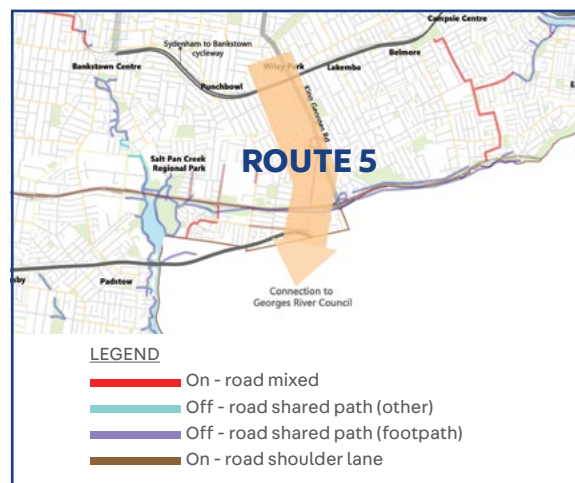 Campsie Centre
Sydenham to Bankstown
cycleway
Belmore
Bankstown Centre
Wiley Park
Lakemba
Punchbowl
King Georges Rd
ROUTE 5
Salt Pan Creek
Regional Park
Padstow
Connection to
Georges River Council
LEGEND
On - road mixed
Off - road shared path (other)
Off - road shared path (footpath)
On - road shoulder lane